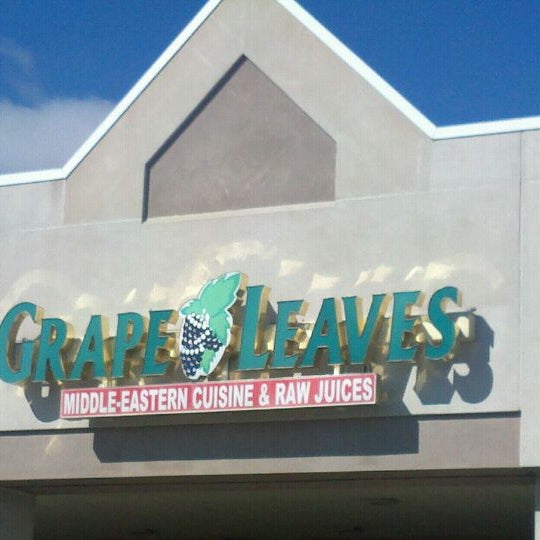 GRAPE LEAVES
MIDDLE-EASTERN CUISINE & RAW JUICES